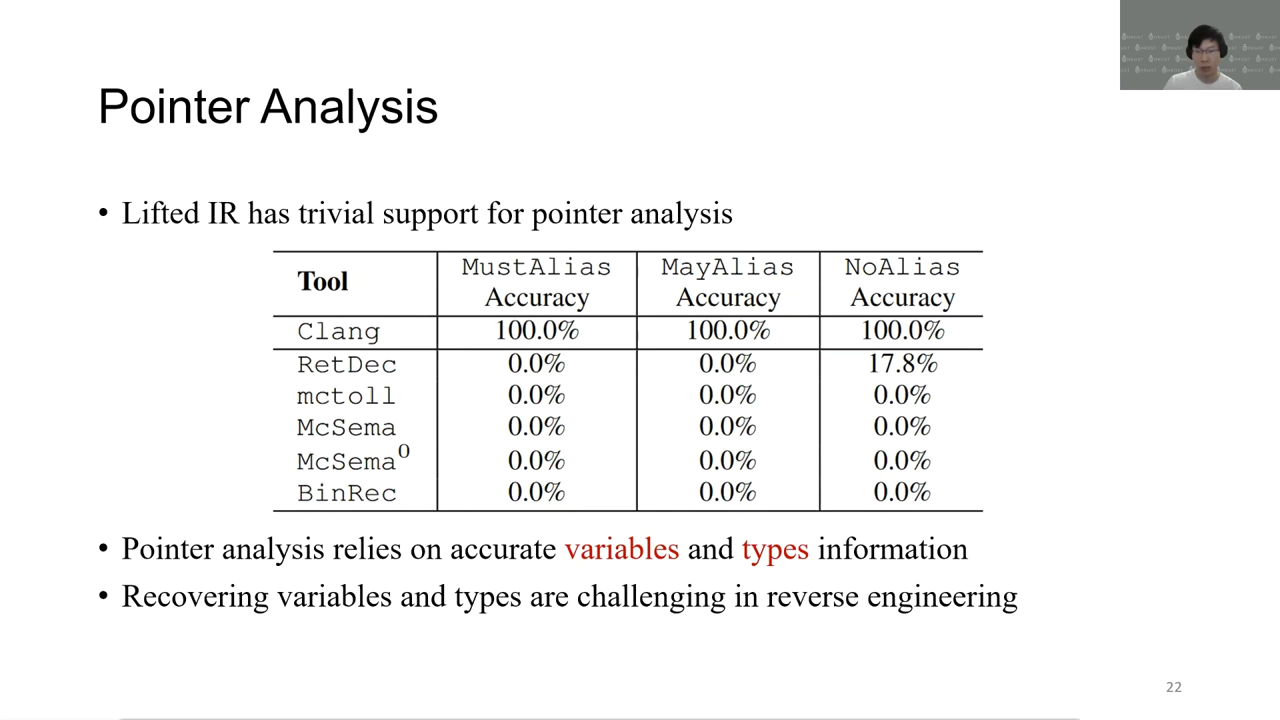 Pointer Analysis
• Lifted IR has trivial support for pointer analysis
Tool MustAlias Accuracy MayAlias Accuracy NoAlias Accuracy
Clang 100.0% 100.0% 100.0%
RetDec 0.0% 0.0% 17.8%
mctoll 0.0% 0.0% 0.0%
McSema 0.0% 0.0% 0.0%
McSema⁰ 0.0% 0.0% 0.0%
BinRec 0.0% 0.0% 0.0%
• Pointer analysis relies on accurate variables and types information
• Recovering variables and types are challenging in reverse engineering
22